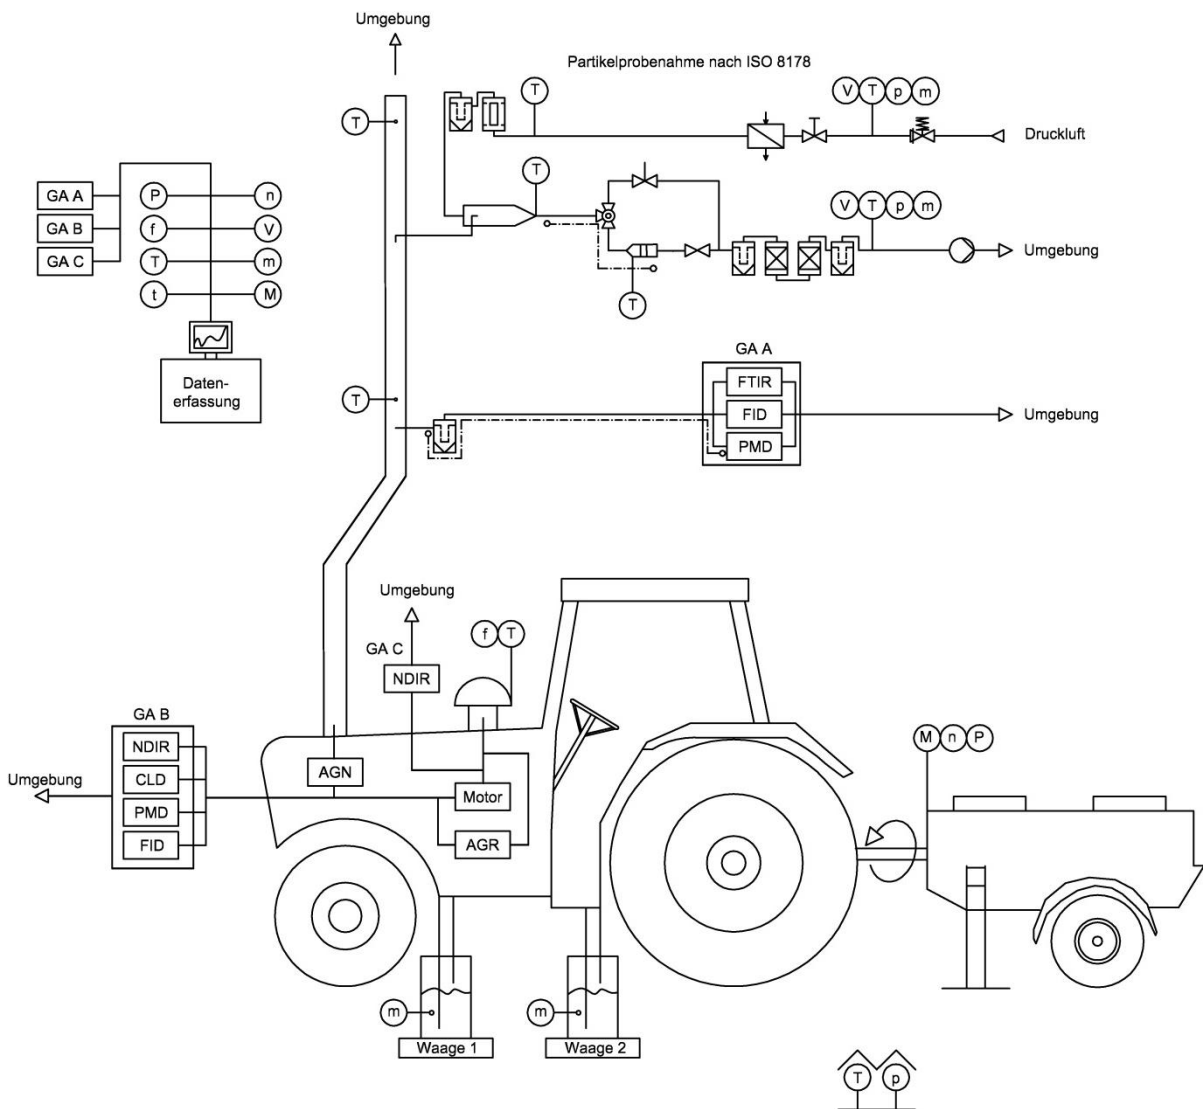 Umgebung
Partikelprobenahme nach ISO 8178
T
V T p m
T
Druckluft
GA A
GA B
GA C
P n
f V
T m
t M
Daten-
erfassung
T
V T p m
Umgebung
T
GA A
FTIR
FID
PMD
Umgebung
T
Umgebung
GA C
NDIR
f T
GA B
NDIR
CLD
PMD
FID
Umgebung
AGN
Motor
AGR
M n P
m
Waage 1
m
Waage 2
T p